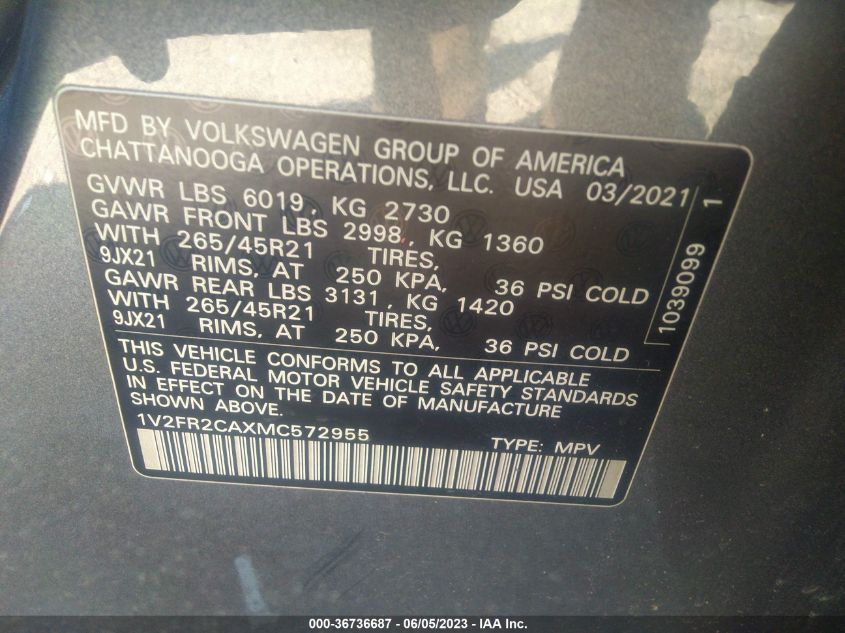 MFD BY VOLKSWAGEN GROUP OF AMERICA
CHATTANOOGA OPERATIONS, LLC. USA 03/2021
GVWR LBS 6019, KG 2730
GAWR FRONT LBS 2998, KG 1360
WITH 265/45R21 TIRES,
9JX21 RIMS, AT 250 KPA, 36 PSI COLD
GAWR REAR LBS 3131, KG 1420
WITH 265/45R21 TIRES,
9JX21 RIMS, AT 250 KPA, 36 PSI COLD
1039099 1
THIS VEHICLE CONFORMS TO ALL APPLICABLE
U.S. FEDERAL MOTOR VEHICLE SAFETY STANDARDS
IN EFFECT ON THE DATE OF MANUFACTURE
SHOWN ABOVE.
1V2FR2CAXMC572955 TYPE: MPV
000-36736687 - 06/05/2023 - IAA Inc.